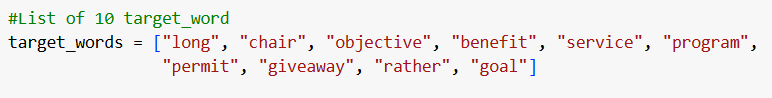 #List of 10 target_word
target_words = ["long", "chair", "objective", "benefit", "service", "program",
"permit", "giveaway", "rather", "goal"]